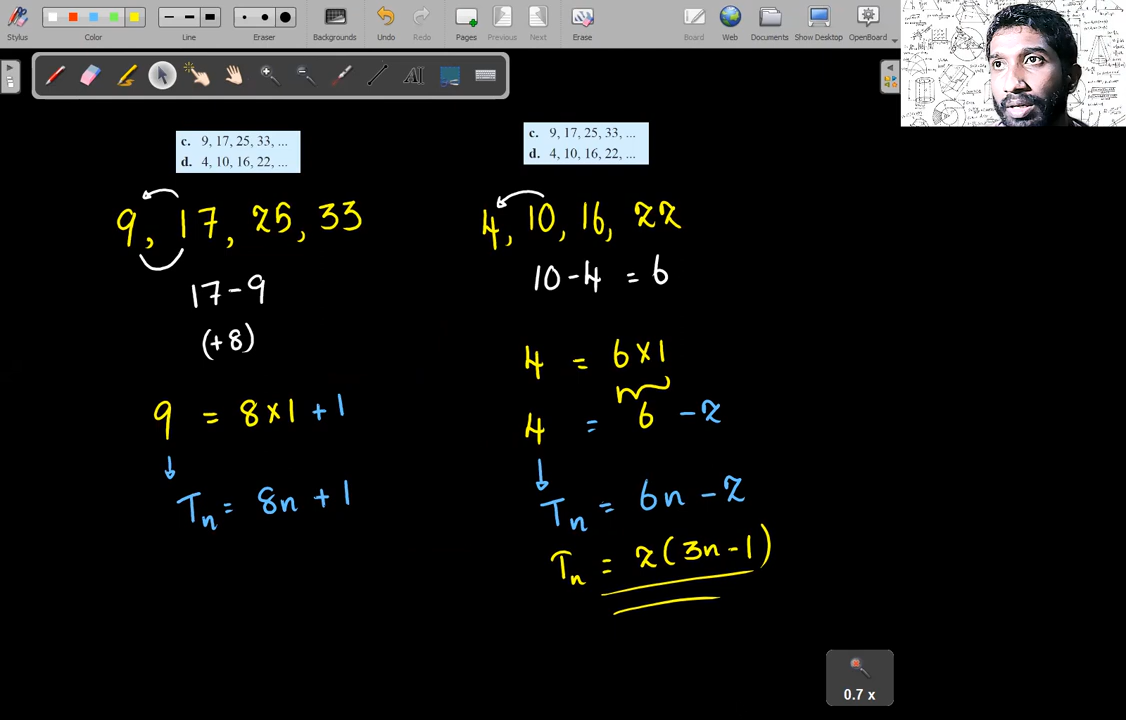 Stylus
Color
Line
Eraser
Backgrounds
Undo
Redo
Pages
Previous
Next
Erase
Board
Web
Documents
Show Desktop
OpenBoard
c. 9, 17, 25, 33, ...
d. 4, 10, 16, 22, ...
9, 17, 25, 33
17-9
(+8)
9 = 8×1 +1
Tn = 8n + 1
c. 9, 17, 25, 33, ...
d. 4, 10, 16, 22, ...
4, 10, 16, 22
10-4 = 6
4 = 6×1
4 = 6 -2
Tn = 6n - 2
Tn = 2(3n-1)
0.7 x